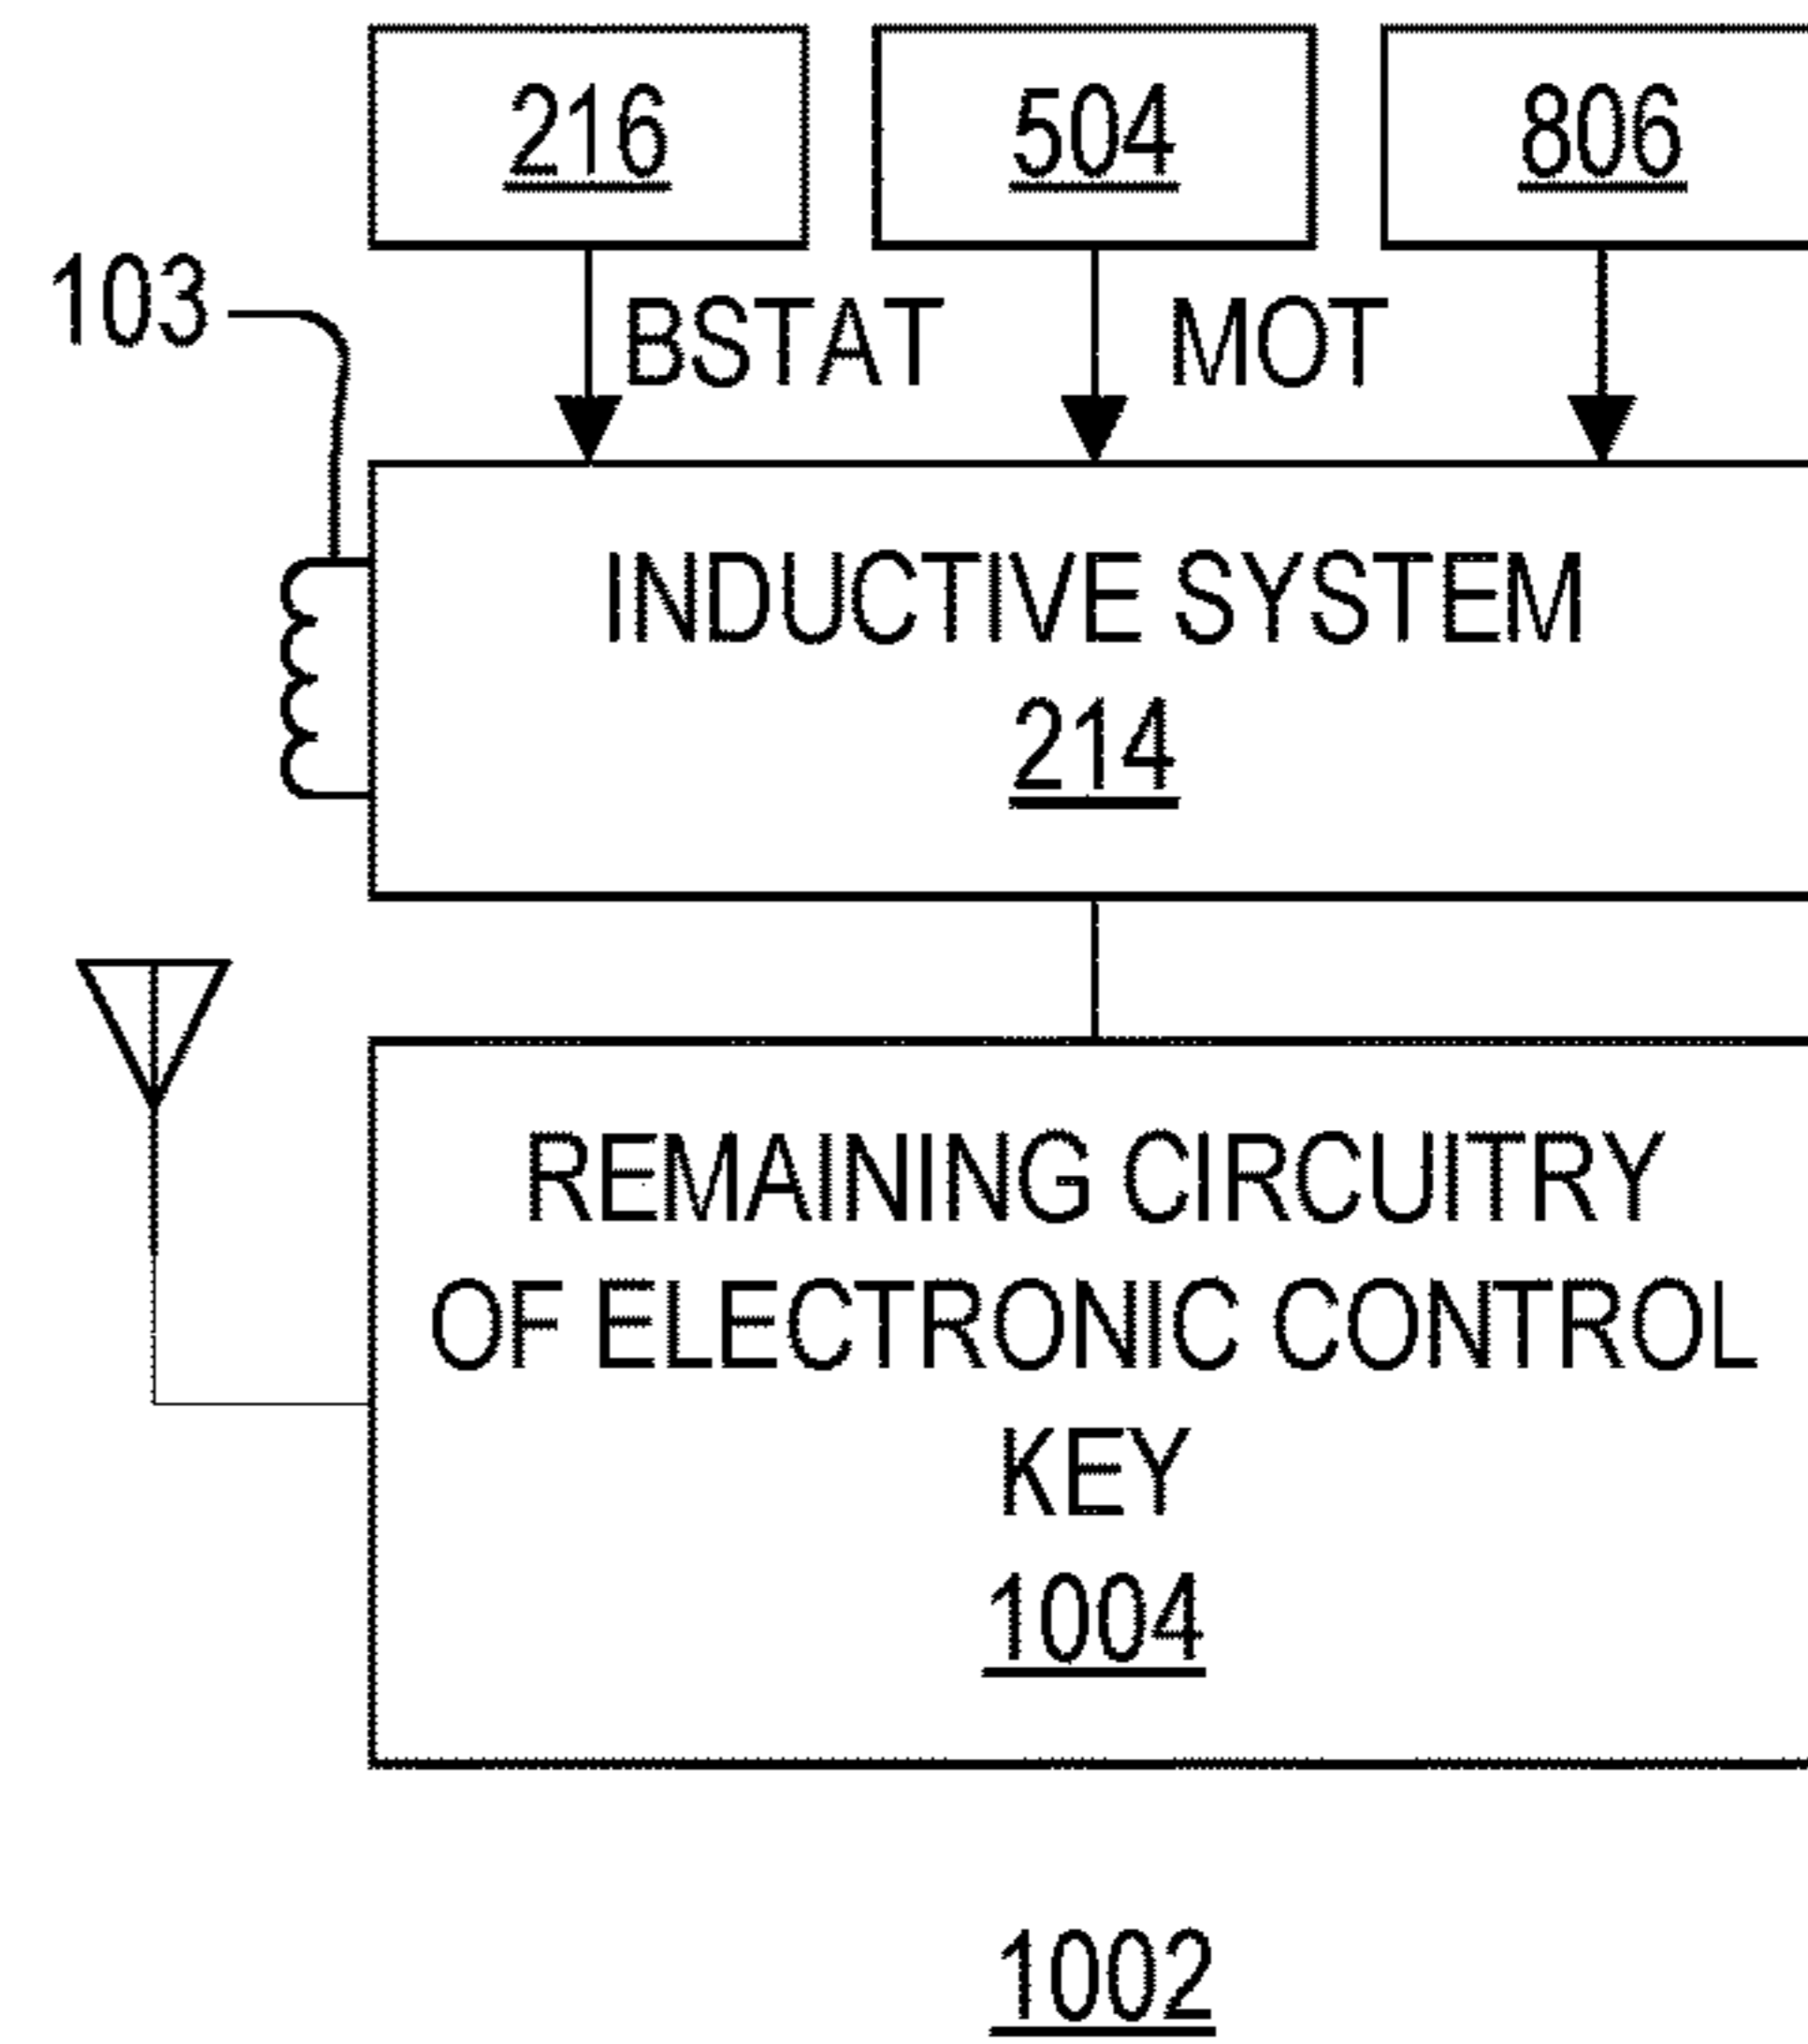 216 504 806
103
BSTAT MOT
INDUCTIVE SYSTEM
214
REMAINING CIRCUITRY
OF ELECTRONIC CONTROL
KEY
1004
1002